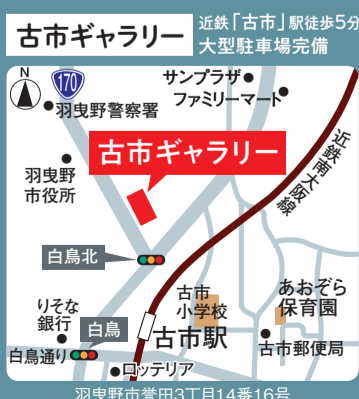 古市ギャラリー
近鉄「古市」駅徒歩5分
大型駐車場完備
N
170
サンプラザ
ファミリーマート
羽曳野警察署
古市ギャラリー
羽曳野
市役所
近鉄南大阪線
白鳥北
古市
小学校
あおぞら
保育園
りそな
銀行
白鳥
古市駅
白鳥通り
古市郵便局
ロッテリア
羽曳野市誉田3丁目14番16号